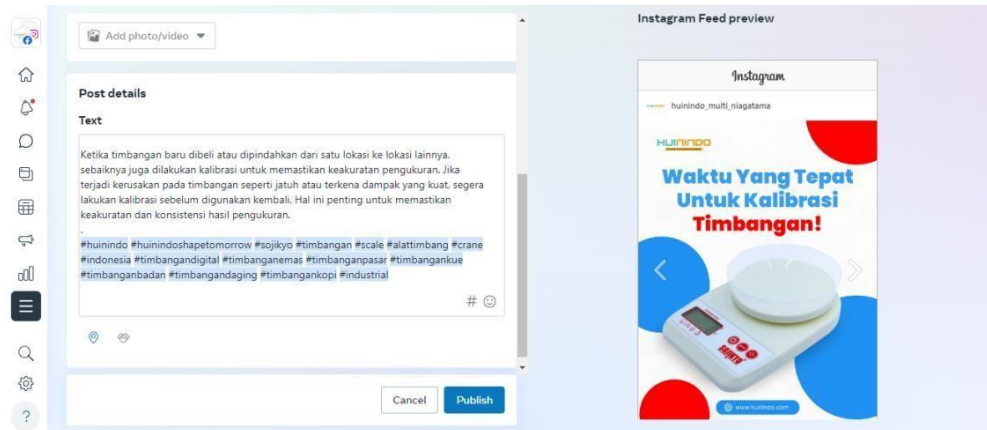 Add photo/video
Post details
Text
Ketika timbangan baru dibeli atau dipindahkan dari satu lokasi ke lokasi lainnya,
sebaiknya juga dilakukan kalibrasi untuk memastikan keakuratan pengukuran. Jika
terjadi kerusakan pada timbangan seperti jatuh atau terkena dampak yang kuat, segera
lakukan kalibrasi sebelum digunakan kembali. Hal ini penting untuk memastikan
keakuratan dan konsistensi hasil pengukuran.
.
#huinindo #huinindoshapetomorrow #sojikyo #timbangan #scale #alattimbang #crane
#indonesia #timbangandigital #timbanganemas #timbanganpasar #timbangankue
#timbanganbadan #timbangandaging #timbangankopi #industrial
Cancel
Publish
Instagram Feed preview
Instagram
huinindo_multi_niagatama
HUININDO
Waktu Yang Tepat
Untuk Kalibrasi
Timbangan!
www.huinindo.com